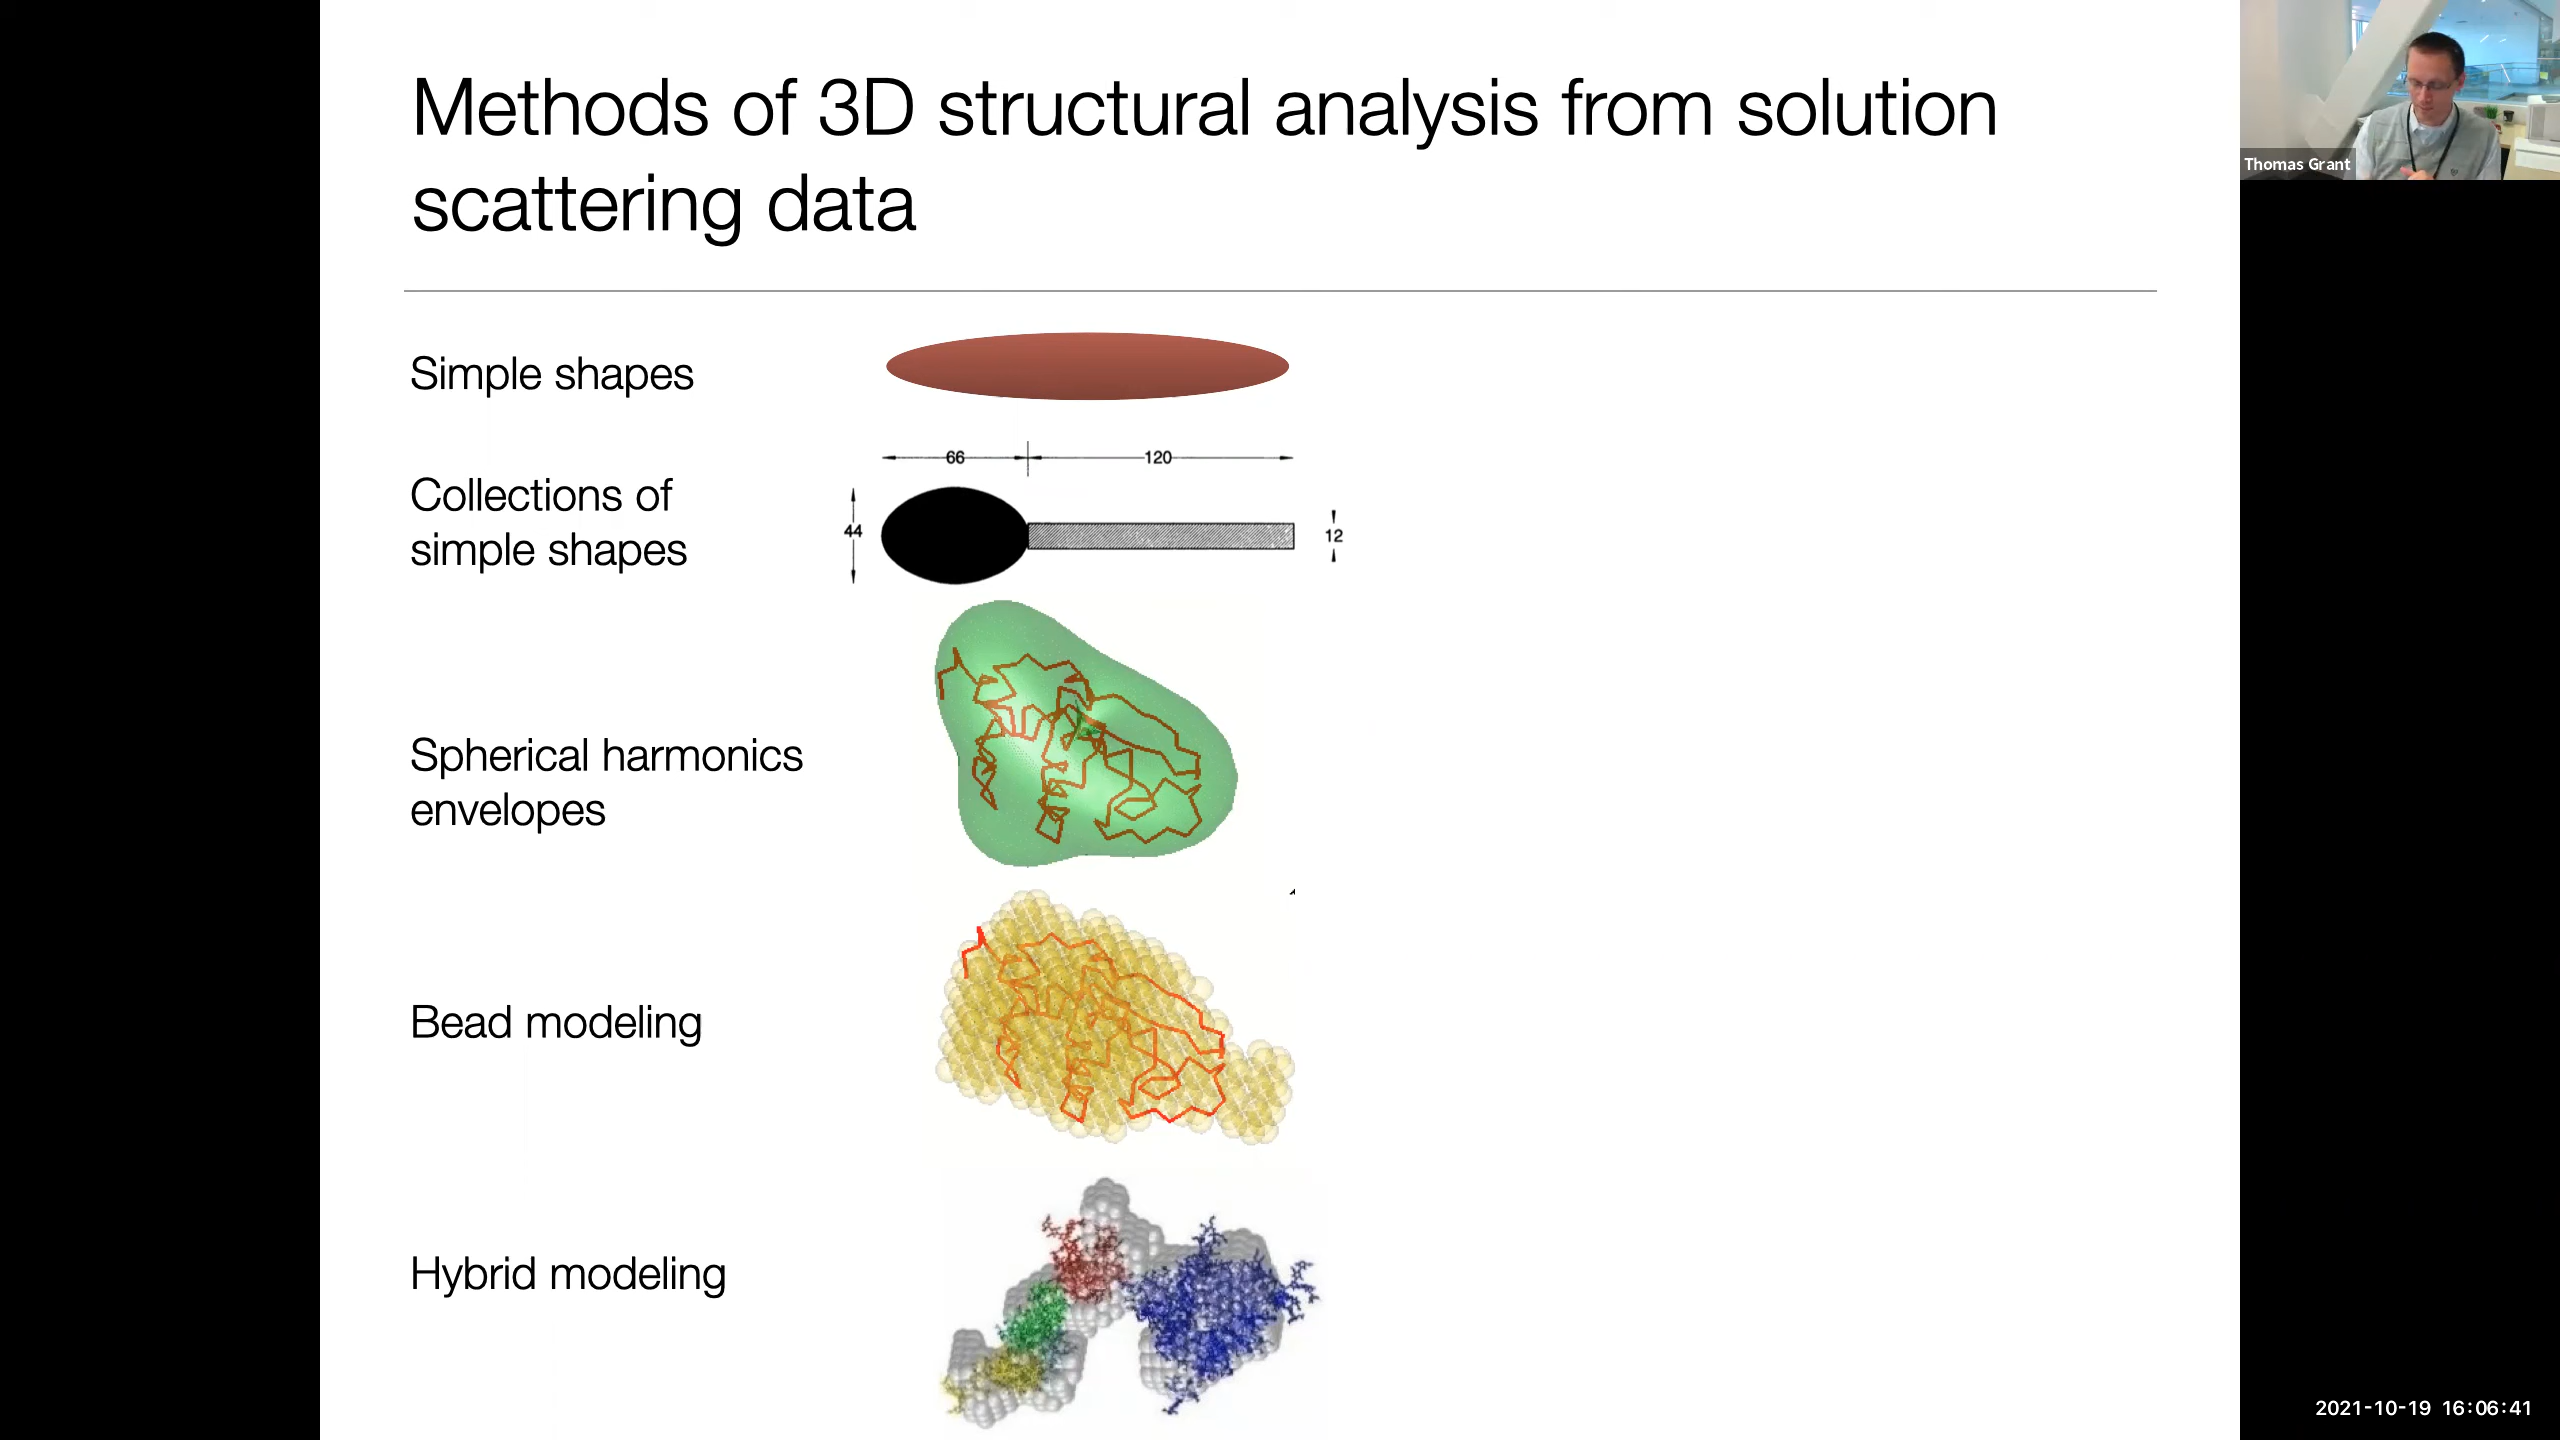 Methods of 3D structural analysis from solution
scattering data
Thomas Grant
Simple shapes
66
120
Collections of
simple shapes
44
12
Spherical harmonics
envelopes
Bead modeling
Hybrid modeling
2021-10-19 16:06:41